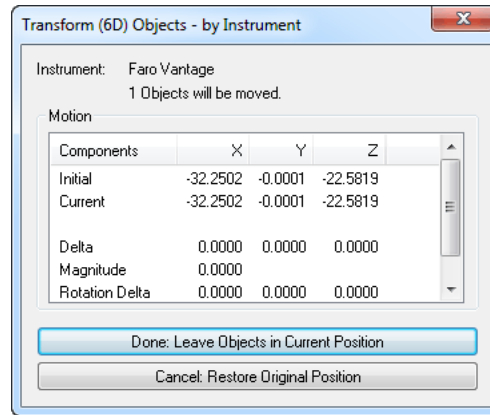 Transform (6D) Objects - by Instrument
Instrument: Faro Vantage
1 Objects will be moved.
Motion
Components X Y Z
Initial -32.2502 -0.0001 -22.5819
Current -32.2502 -0.0001 -22.5819
Delta 0.0000 0.0000 0.0000
Magnitude 0.0000
Rotation Delta 0.0000 0.0000 0.0000
Done: Leave Objects in Current Position
Cancel: Restore Original Position